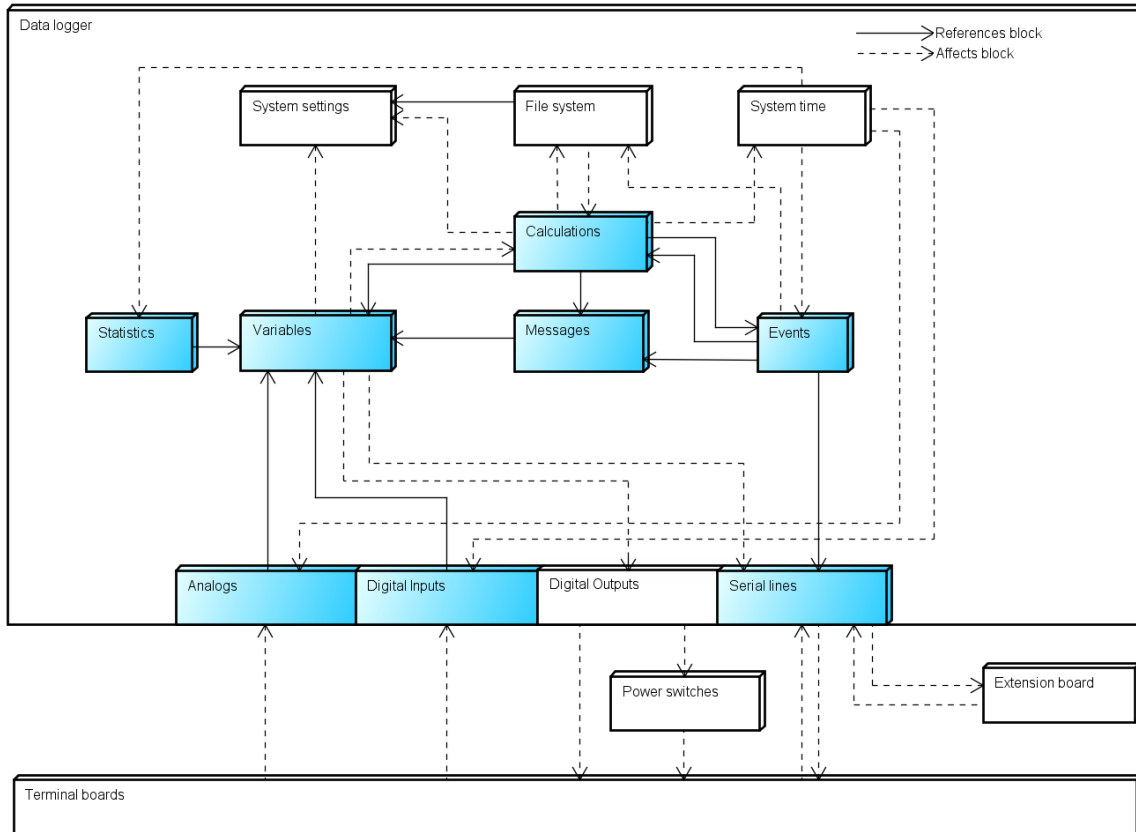 Data logger
References block
Affects block
System settings
File system
System time
Calculations
Statistics
Variables
Messages
Events
Analogs
Digital Inputs
Digital Outputs
Serial lines
Power switches
Extension board
Terminal boards